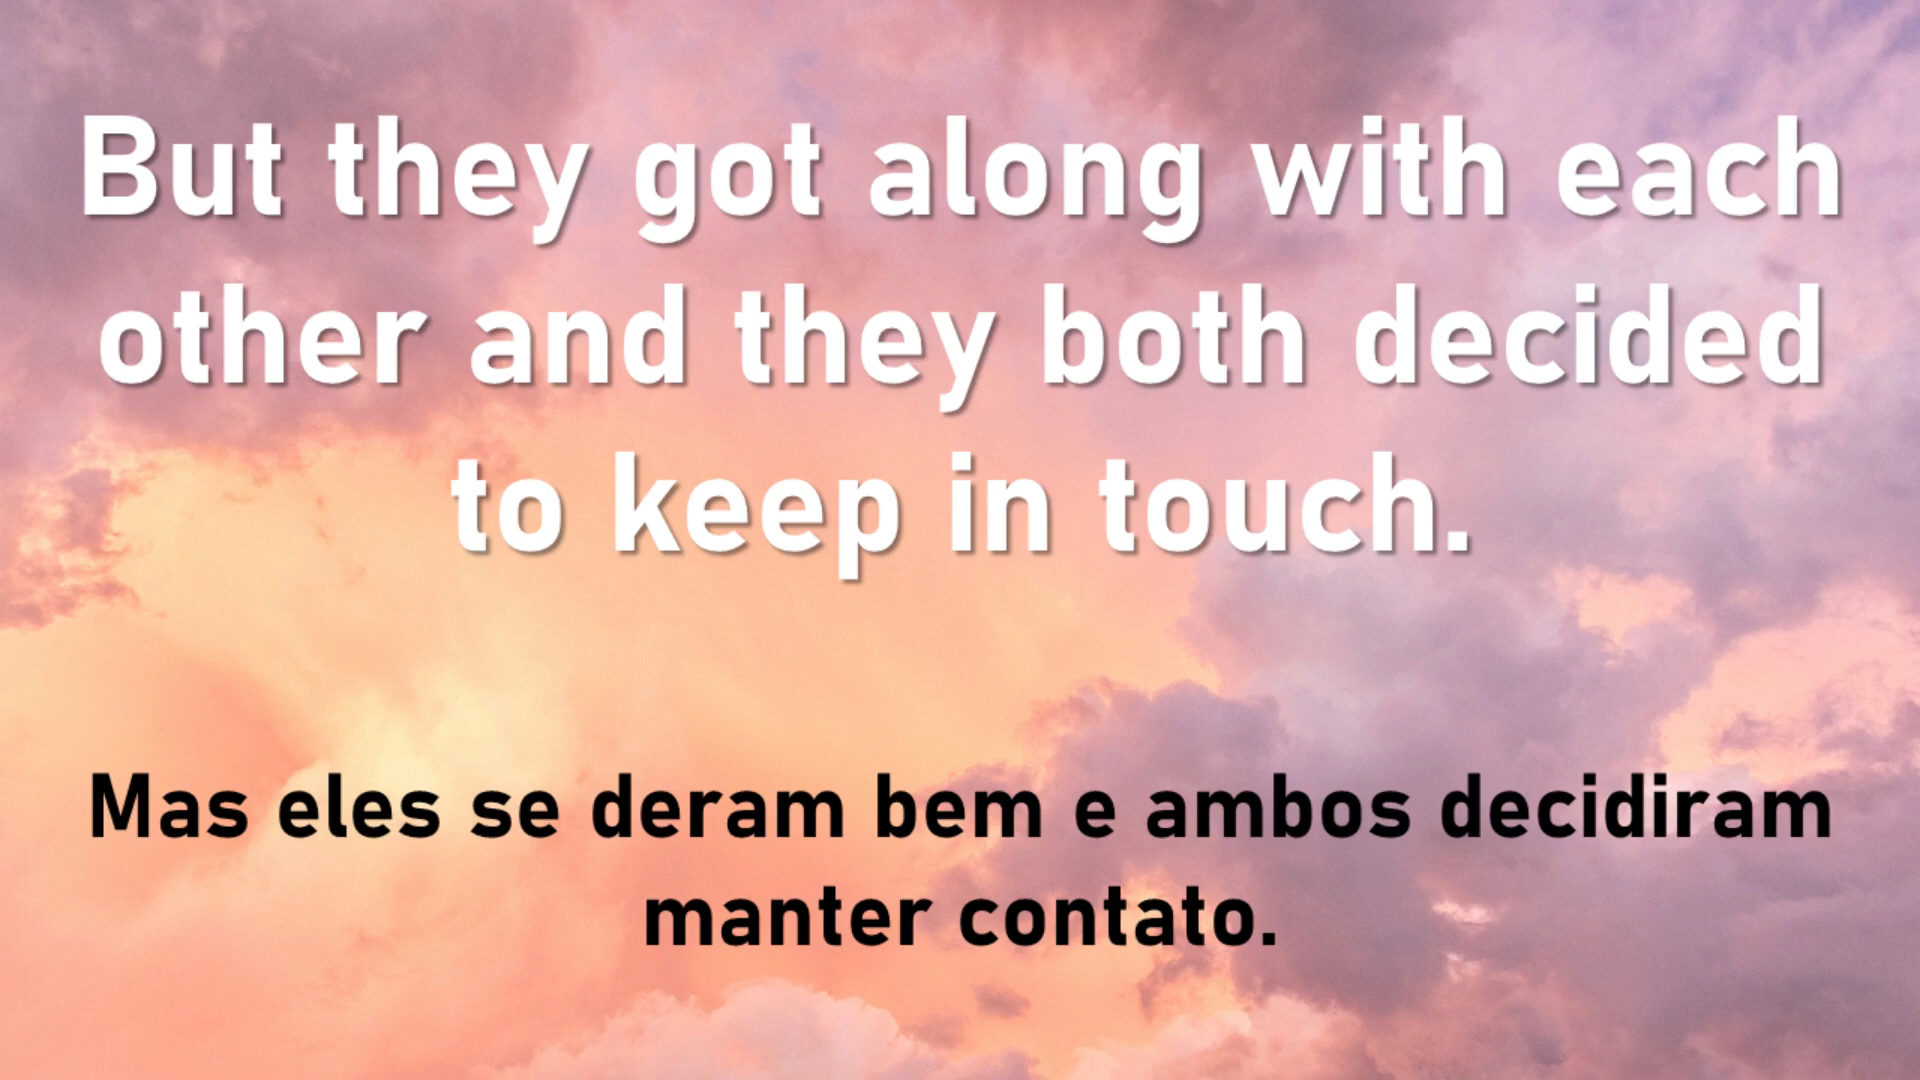 But they got along with each
other and they both decided
to keep in touch.
Mas eles se deram bem e ambos decidiram
manter contato.